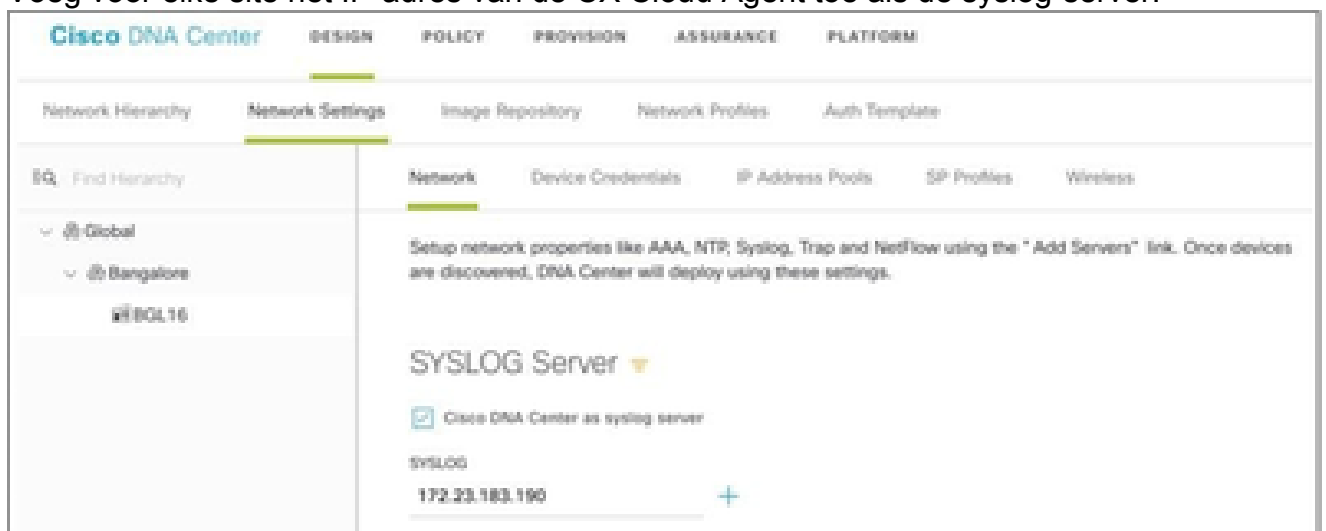 Voeg voor elke site het IP-adres van de CX Cloud Agent toe als de syslog-server.
Cisco DNA Center DESIGN POLICY PROVISION ASSURANCE PLATFORM
Network Hierarchy Network Settings Image Repository Network Profiles Auth Template
Find Hierarchy Network Device Credentials IP Address Pools SP Profiles Wireless
Global
Setup network properties like AAA, NTP, Syslog, Trap and NetFlow using the "Add Servers" link. Once devices
Bangalore
are discovered, DNA Center will deploy using these settings.
BGL16
SYSLOG Server
Cisco DNA Center as syslog server
SYSLOG
172.23.183.190 +